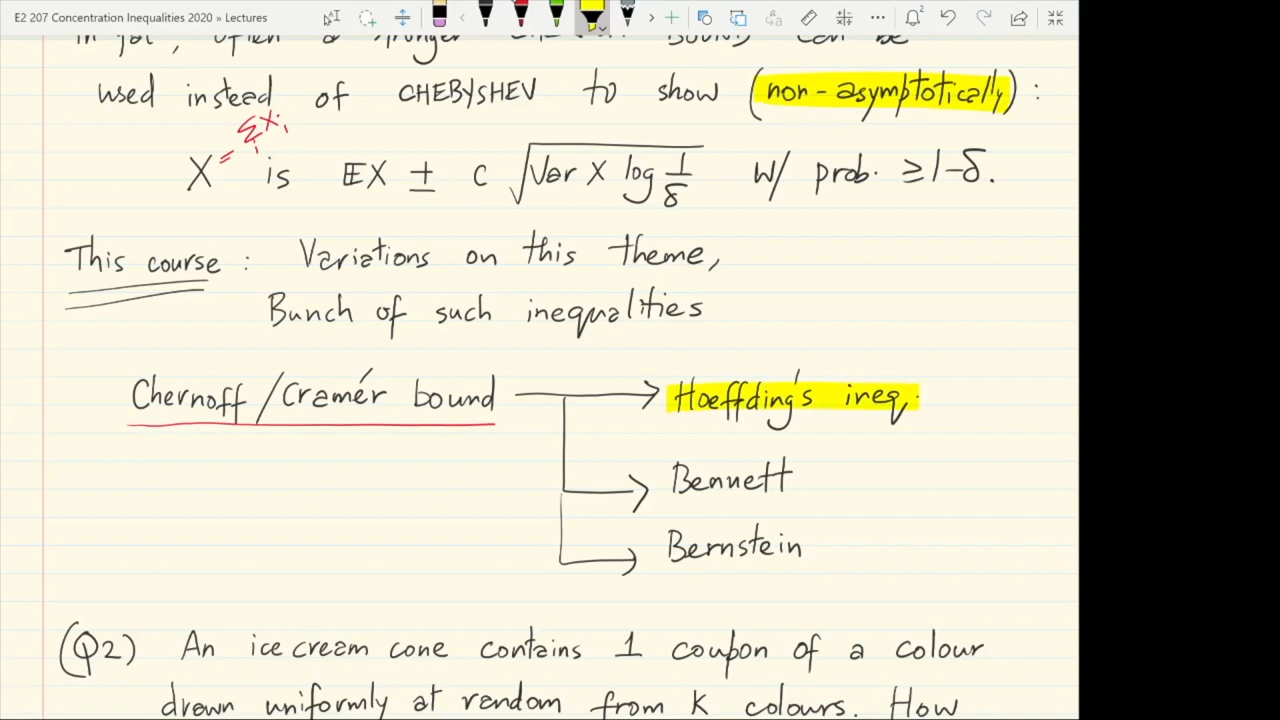 E2 207 Concentration Inequalities 2020 » Lectures
used instead of CHEBYSHEV to show (non-asymptotically):
X = Σᵢ Xᵢ is EX ± C √(Var X log 1/δ) w/ prob. ≥ 1-δ.
This course : Variations on this theme,
Bunch of such inequalities
Chernoff/Cramér bound → Hoeffding's ineq.
Bennett
Bernstein
(Q2) An ice cream cone contains 1 coupon of a colour
drawn uniformly at random from K colours. How